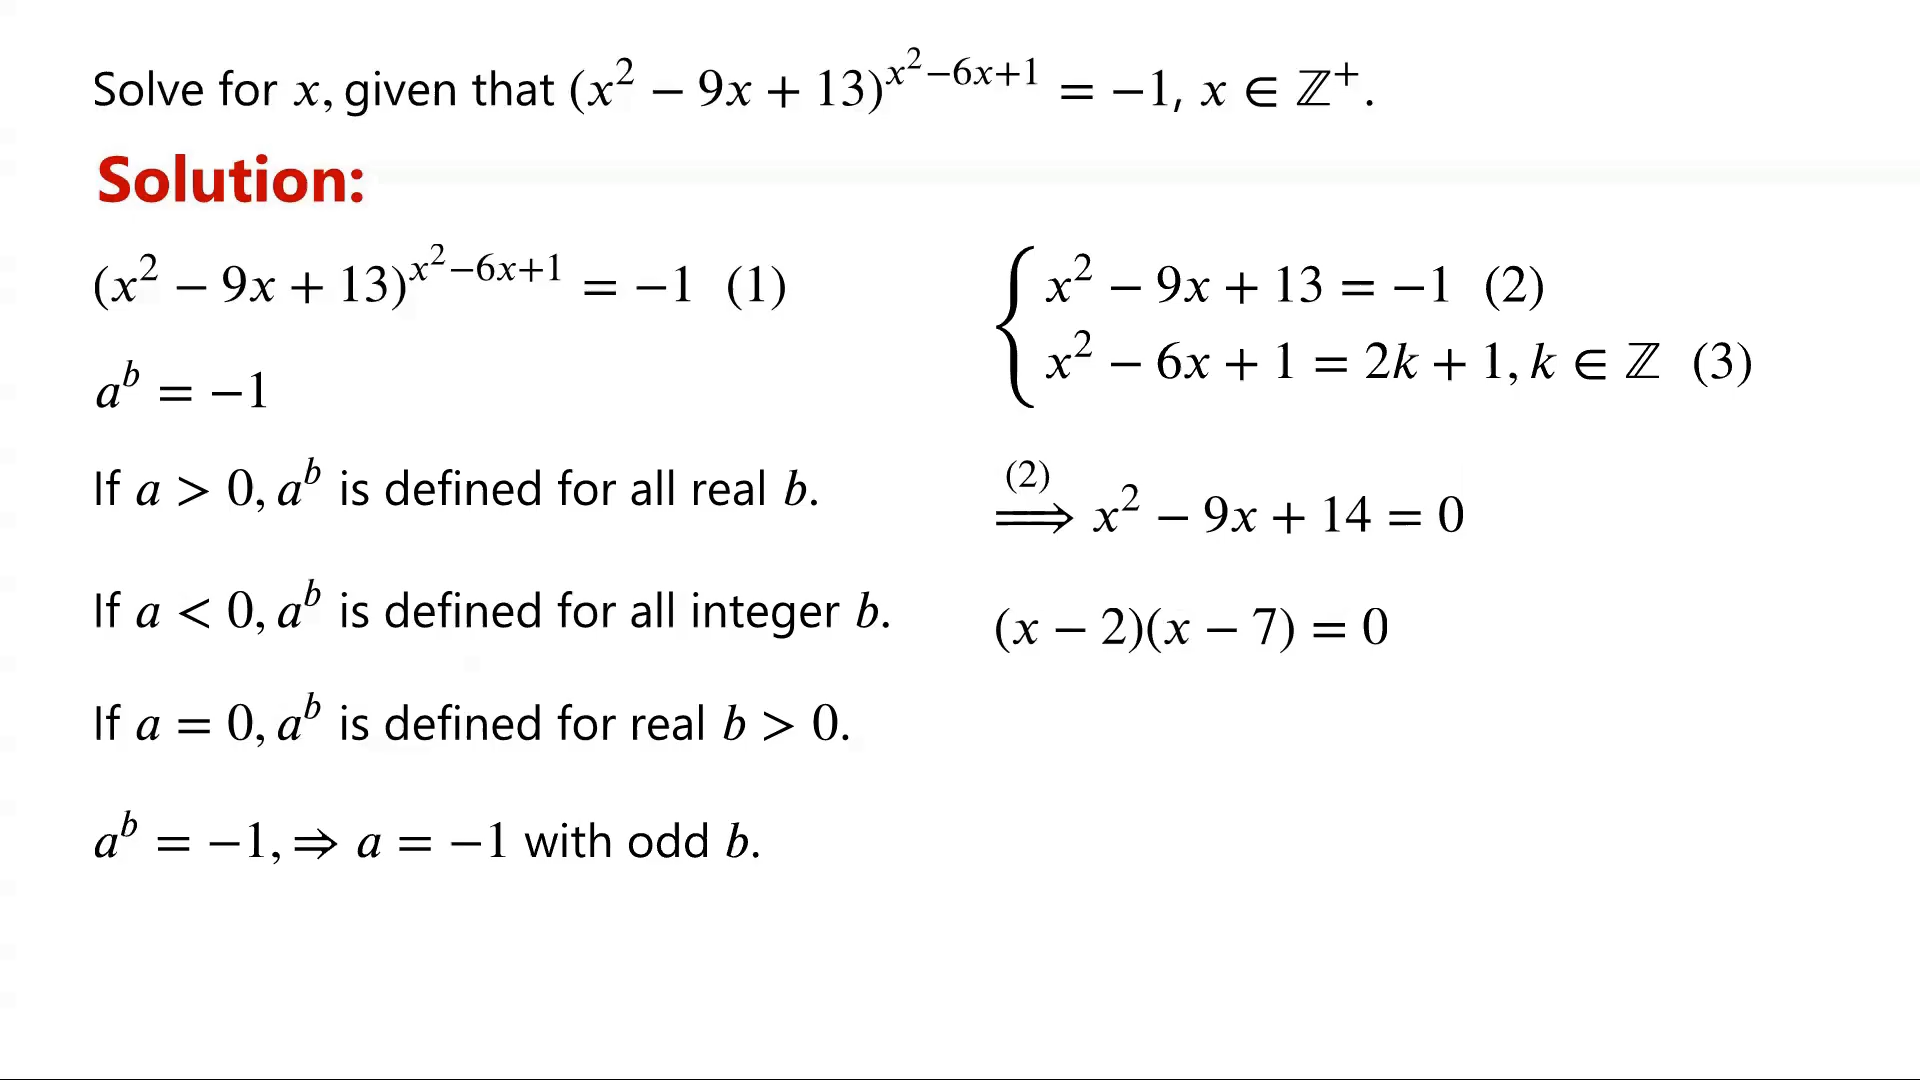 Solve for x, given that (x² − 9x + 13)^{x²−6x+1} = −1, x ∈ ℤ⁺.
Solution:
(x² − 9x + 13)^{x²−6x+1} = −1 (1)
a^b = −1
If a > 0, a^b is defined for all real b.
If a < 0, a^b is defined for all integer b.
If a = 0, a^b is defined for real b > 0.
a^b = −1, ⇒ a = −1 with odd b.
{ x² − 9x + 13 = −1 (2)
x² − 6x + 1 = 2k + 1, k ∈ ℤ (3)
(2)
⟹ x² − 9x + 14 = 0
(x − 2)(x − 7) = 0